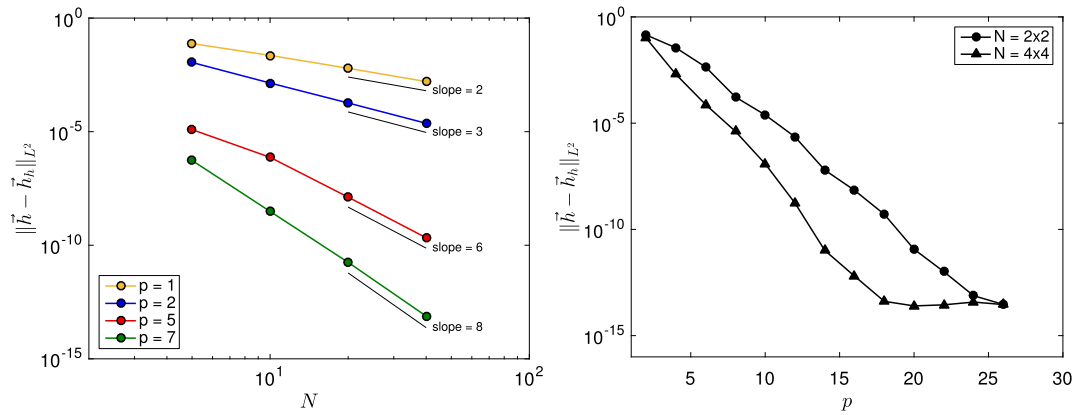 10^0
10^-5
10^-10
10^-15
||h⃗ − h⃗_h||_{L²}
slope = 2
slope = 3
slope = 6
slope = 8
p = 1
p = 2
p = 5
p = 7
10^1
10^2
N
10^0
10^-5
10^-10
10^-15
||h⃗ − h⃗_h||_{L²}
N = 2x2
N = 4x4
5 10 15 20 25 30
p